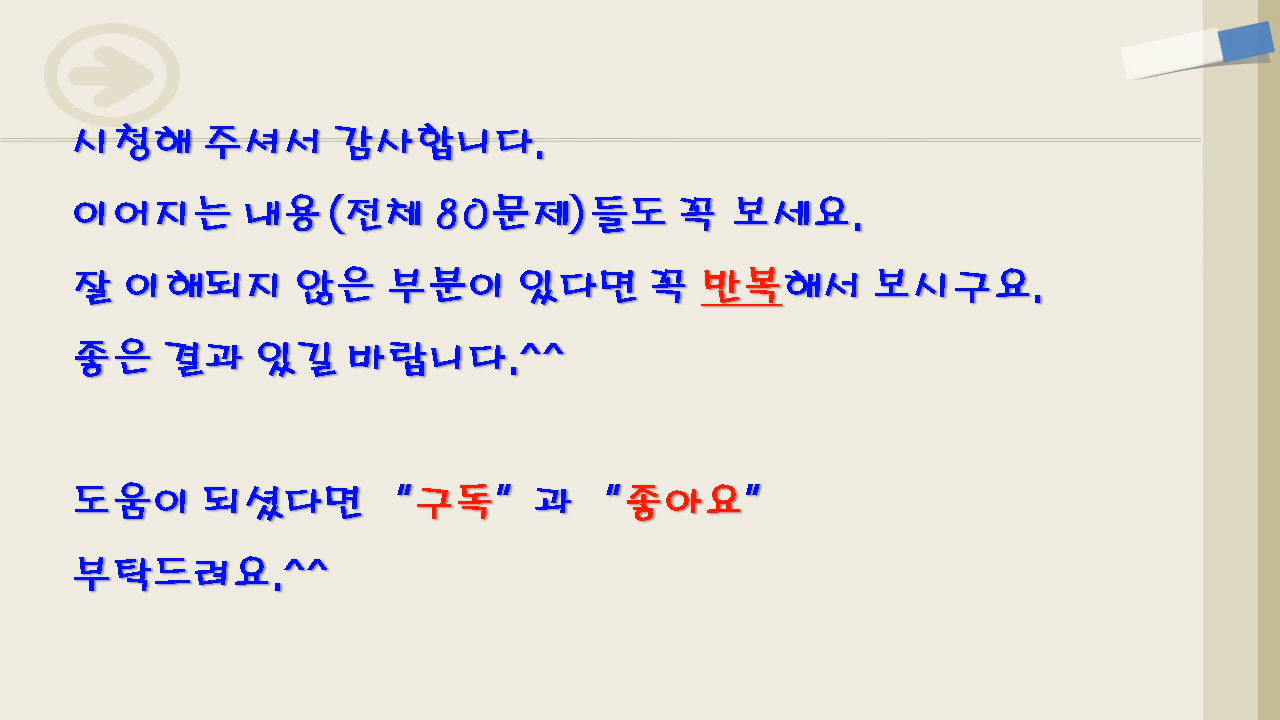 시청해 주셔서 감사합니다.
이어지는 내용(전체 80문제)들도 꼭 보세요.
잘 이해되지 않은 부분이 있다면 꼭 반복해서 보시구요.
좋은 결과 있길 바랍니다.^^
도움이 되셨다면 “구독” 과 “좋아요”
부탁드려요.^^